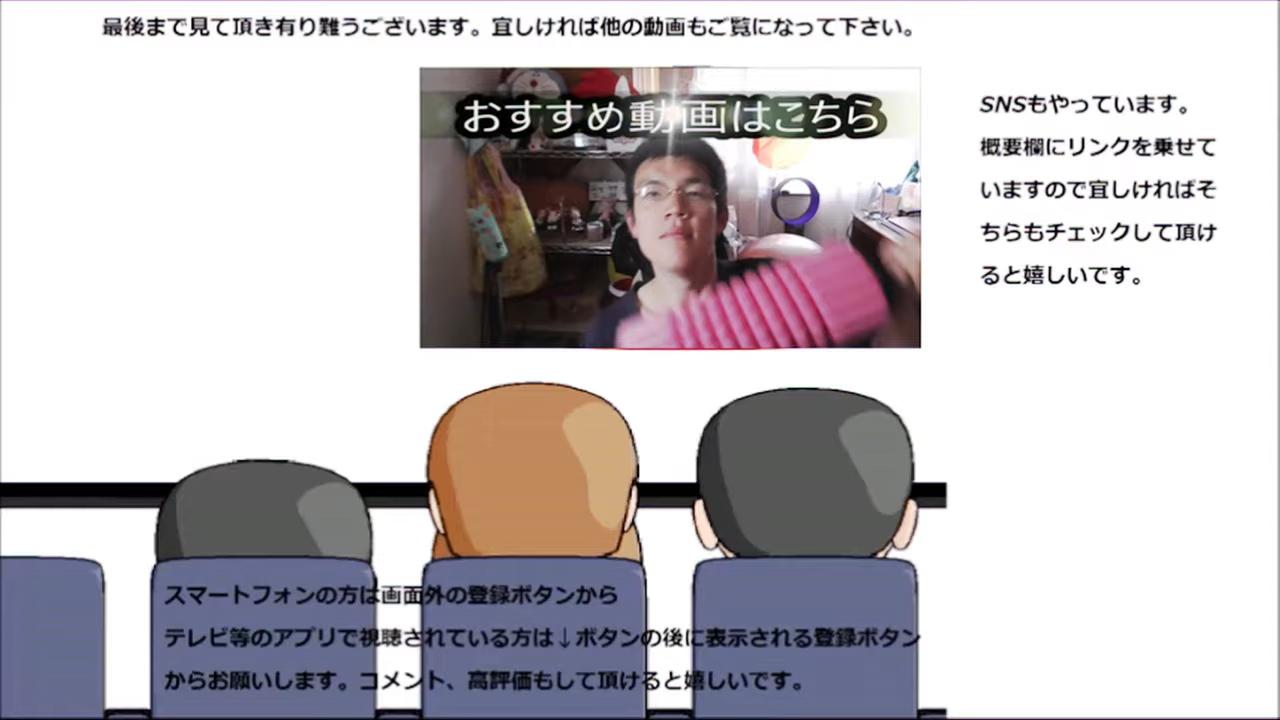 最後まで見て頂き有り難うございます。宜しければ他の動画もご覧になって下さい。
おすすめ動画はこちら
SNSもやっています。
概要欄にリンクを乗せて
いますので宜しければそ
ちらもチェックして頂け
ると嬉しいです。
スマートフォンの方は画面外の登録ボタンから
テレビ等のアプリで視聴されている方は↓ボタンの後に表示される登録ボタン
からお願いします。コメント、高評価もして頂けると嬉しいです。